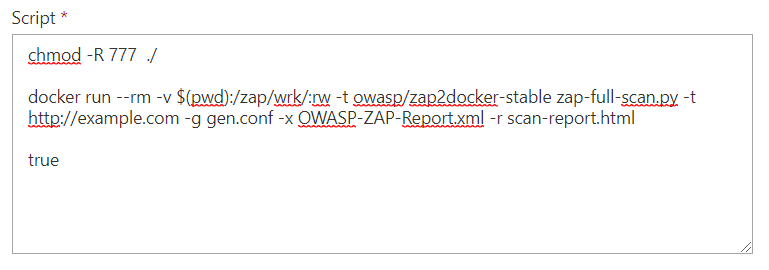 Script *
chmod -R 777 ./
docker run --rm -v $(pwd):/zap/wrk/:rw -t owasp/zap2docker-stable zap-full-scan.py -t
http://example.com -g gen.conf -x OWASP-ZAP-Report.xml -r scan-report.html
true